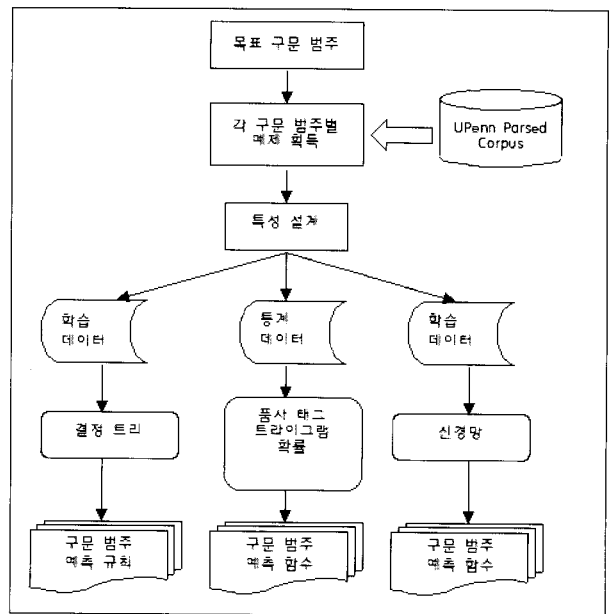 목표 구문 범주
각 구문 범주별
예제 획득
UPenn Parsed
Corpus
특성 설계
학습
데이터
통계
데이터
학습
데이터
결정 트리
품사 태그
트라이그램
확률
신경망
구문 범주
예측 규칙
구문 범주
예측 함수
구문 범주
예측 함수